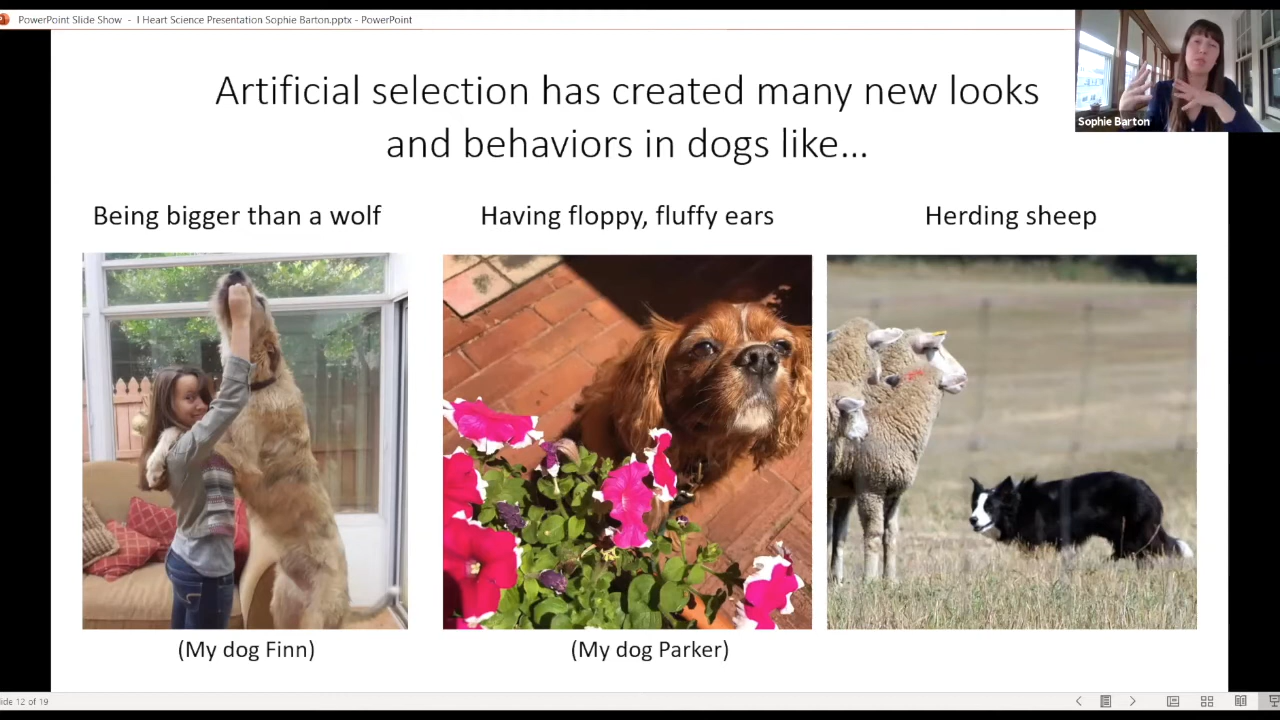 PowerPoint Slide Show - I Heart Science Presentation Sophie Barton.pptx - PowerPoint
Sophie Barton
Artificial selection has created many new looks
and behaviors in dogs like...
Being bigger than a wolf
Having floppy, fluffy ears
Herding sheep
(My dog Finn)
(My dog Parker)
lide 12 of 19